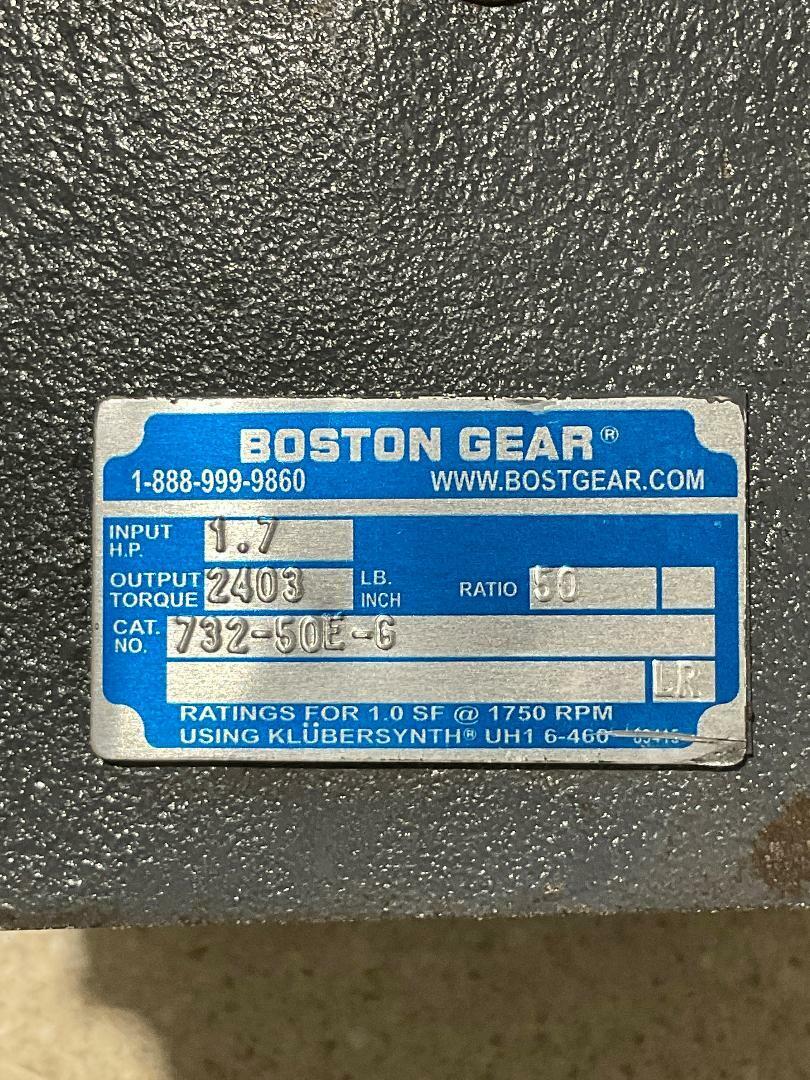 BOSTON GEAR®
1-888-999-9860 WWW.BOSTGEAR.COM
INPUT H.P. 1.7
OUTPUT TORQUE 2403 LB. INCH RATIO 50
CAT. NO. 732-50E-G
LR
RATINGS FOR 1.0 SF @ 1750 RPM
USING KLÜBERSYNTH® UH1 6-460